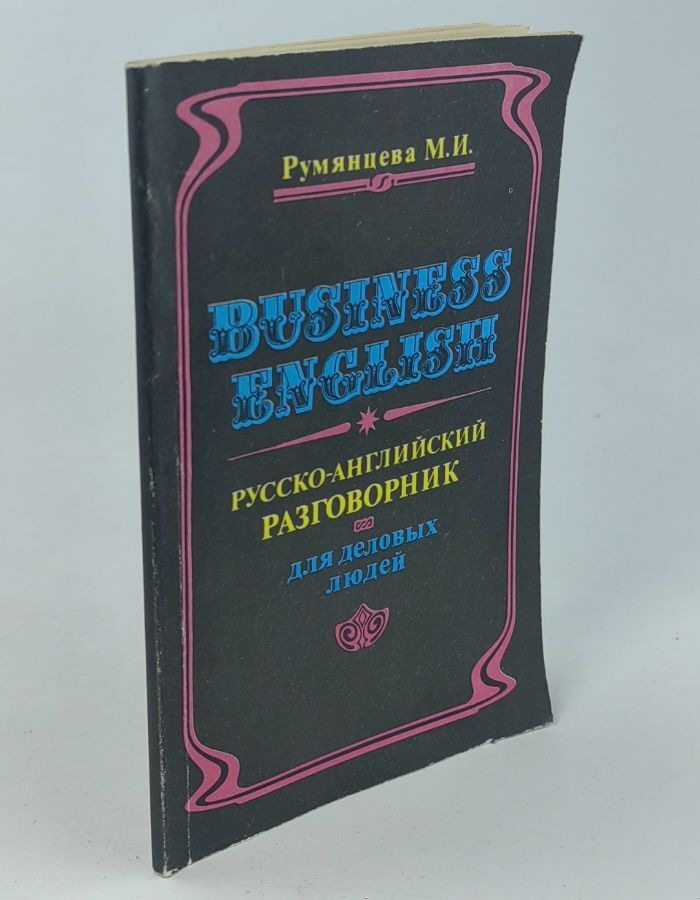 Румянцева М.И.
BUSINESS
ENGLISH
РУССКО-АНГЛИЙСКИЙ
РАЗГОВОРНИК
для деловых
людей